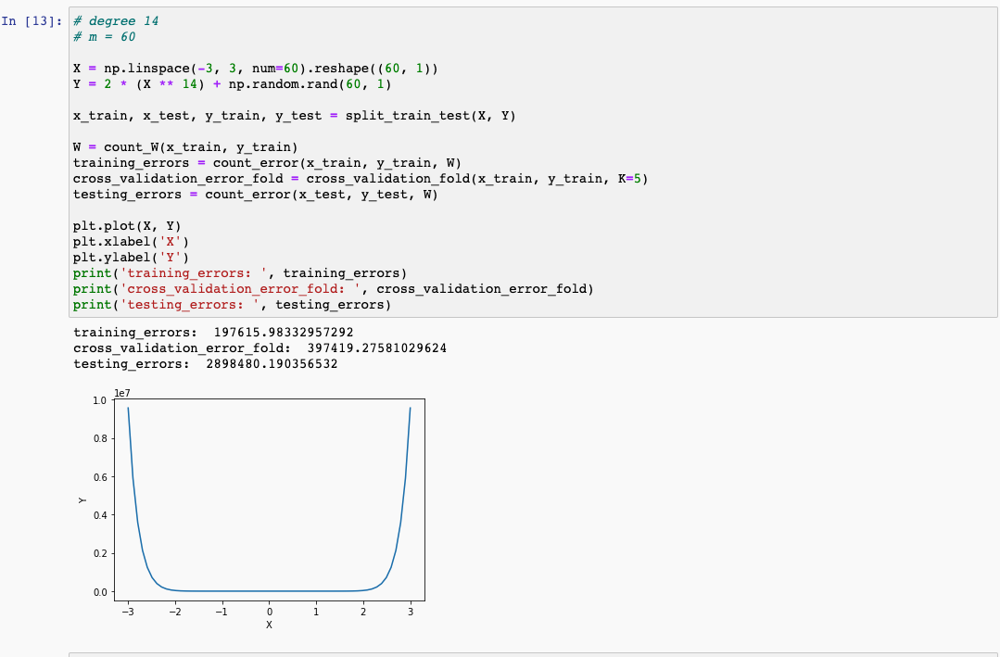 In [13]: # degree 14
# m = 60
X = np.linspace(-3, 3, num=60).reshape((60, 1))
Y = 2 * (X ** 14) + np.random.rand(60, 1)
x_train, x_test, y_train, y_test = split_train_test(X, Y)
W = count_W(x_train, y_train)
training_errors = count_error(x_train, y_train, W)
cross_validation_error_fold = cross_validation_fold(x_train, y_train, K=5)
testing_errors = count_error(x_test, y_test, W)
plt.plot(X, Y)
plt.xlabel('X')
plt.ylabel('Y')
print('training_errors: ', training_errors)
print('cross_validation_error_fold: ', cross_validation_error_fold)
print('testing_errors: ', testing_errors)
training_errors:  197615.98332957292
cross_validation_error_fold:  397419.27581029624
testing_errors:  2898480.190356532
1e7
1.0
0.8
0.6
0.4
0.2
0.0
Y
−3 −2 −1 0 1 2 3
X